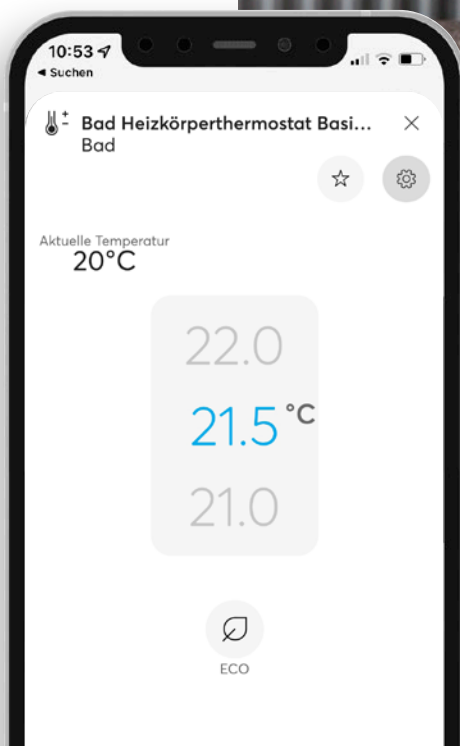 10:53
Suchen
Bad Heizkörperthermostat Basi...
Bad
Aktuelle Temperatur
20°C
22.0
21.5 °C
21.0
ECO